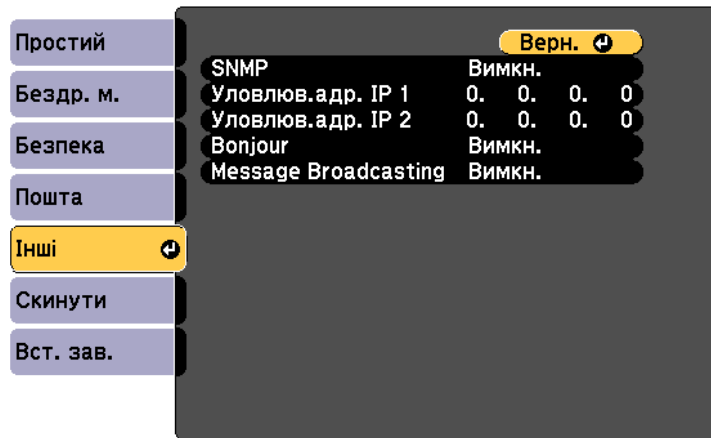 Простий
Бездр. м.
Безпека
Пошта
Інші
Скинути
Вст. зав.
Верн.
SNMP Вимкн.
Уловлюв.адр. IP 1 0. 0. 0. 0
Уловлюв.адр. IP 2 0. 0. 0. 0
Bonjour Вимкн.
Message Broadcasting Вимкн.